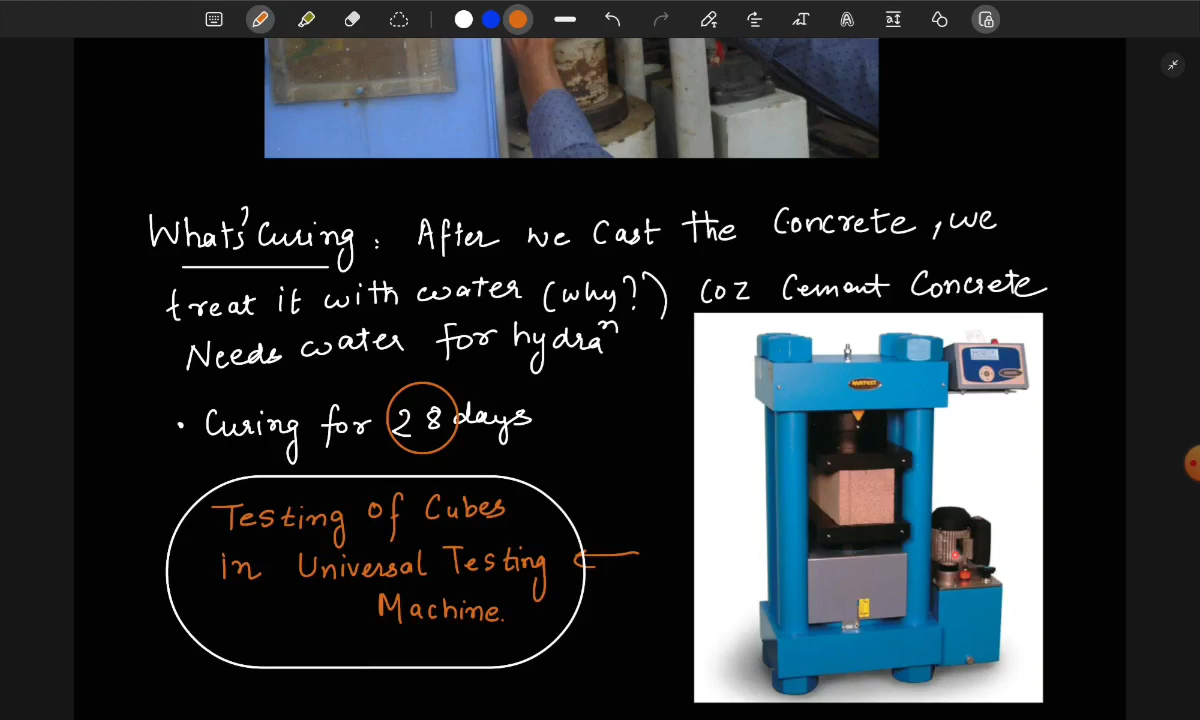 What's Curing : After we Cast the Concrete, we
treat it with water (why?) coz Cement Concrete
Needs water for hydraⁿ
• Curing for 28 days
Testing of Cubes
in Universal Testing
Machine.
MATEST